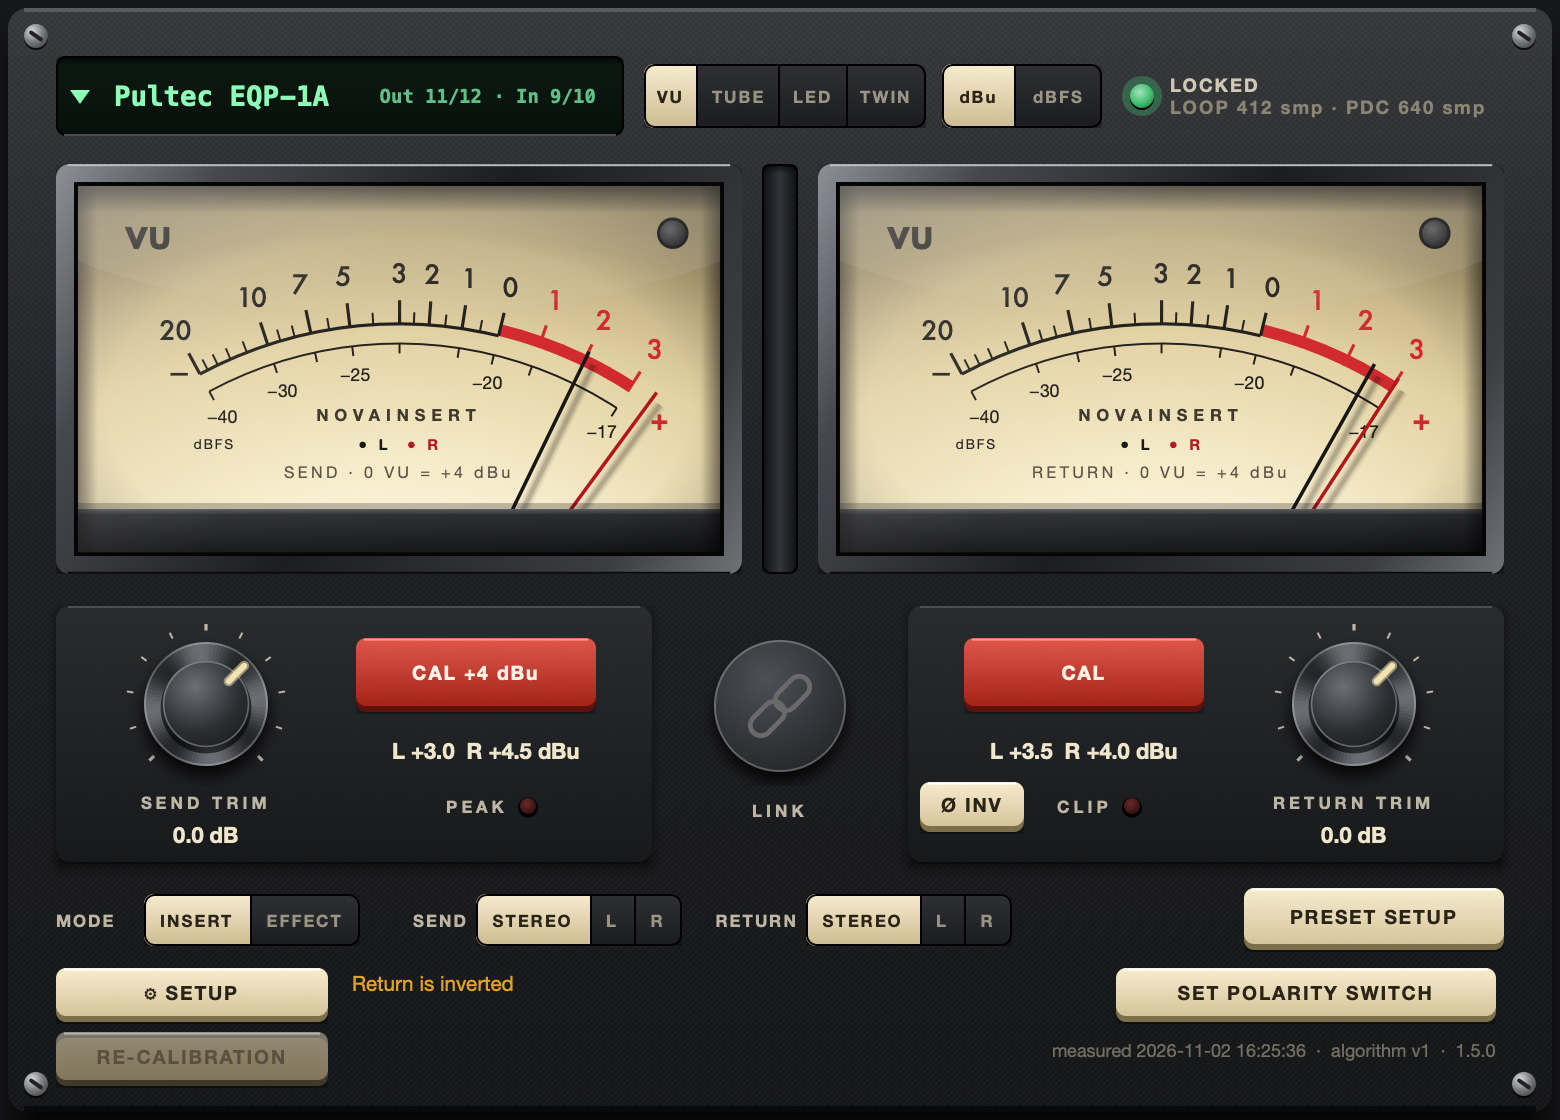 Pultec EQP-1A Out 11/12 · In 9/10
VU TUBE LED TWIN
dBu dBFS
LOCKED
LOOP 412 smp · PDC 640 smp
VU
20 10 7 5 3 2 1 0 1 2 3
− +
-40 -30 -25 -20 -17
dBFS
NOVAINSERT
• L • R
SEND · 0 VU = +4 dBu
VU
20 10 7 5 3 2 1 0 1 2 3
− +
-40 -30 -25 -20 -17
dBFS
NOVAINSERT
• L • R
RETURN · 0 VU = +4 dBu
SEND TRIM
0.0 dB
CAL +4 dBu
L +3.0 R +4.5 dBu
PEAK
LINK
CAL
L +3.5 R +4.0 dBu
Ø INV
CLIP
RETURN TRIM
0.0 dB
MODE INSERT EFFECT
SEND STEREO L R
RETURN STEREO L R
PRESET SETUP
⚙ SETUP
Return is inverted
SET POLARITY SWITCH
RE-CALIBRATION
measured 2026-11-02 16:25:36 · algorithm v1 · 1.5.0